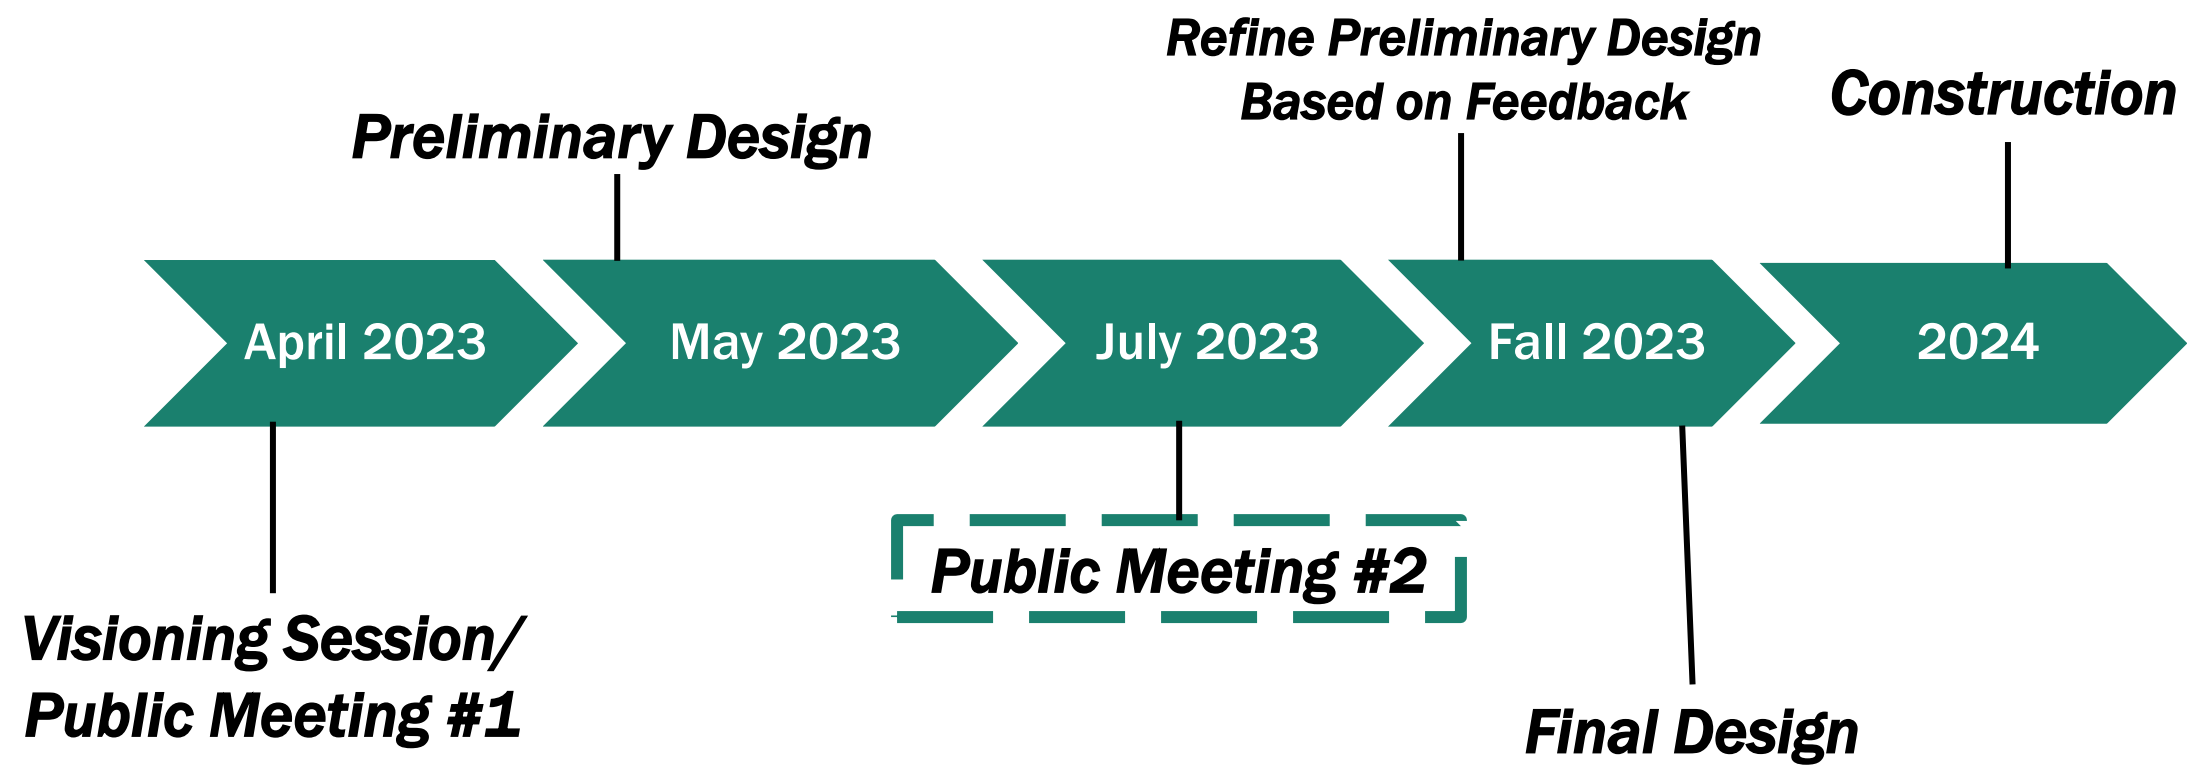 Refine Preliminary Design
Based on Feedback
Construction
Preliminary Design
April 2023
May 2023
July 2023
Fall 2023
2024
Public Meeting #2
Visioning Session/
Public Meeting #1
Final Design